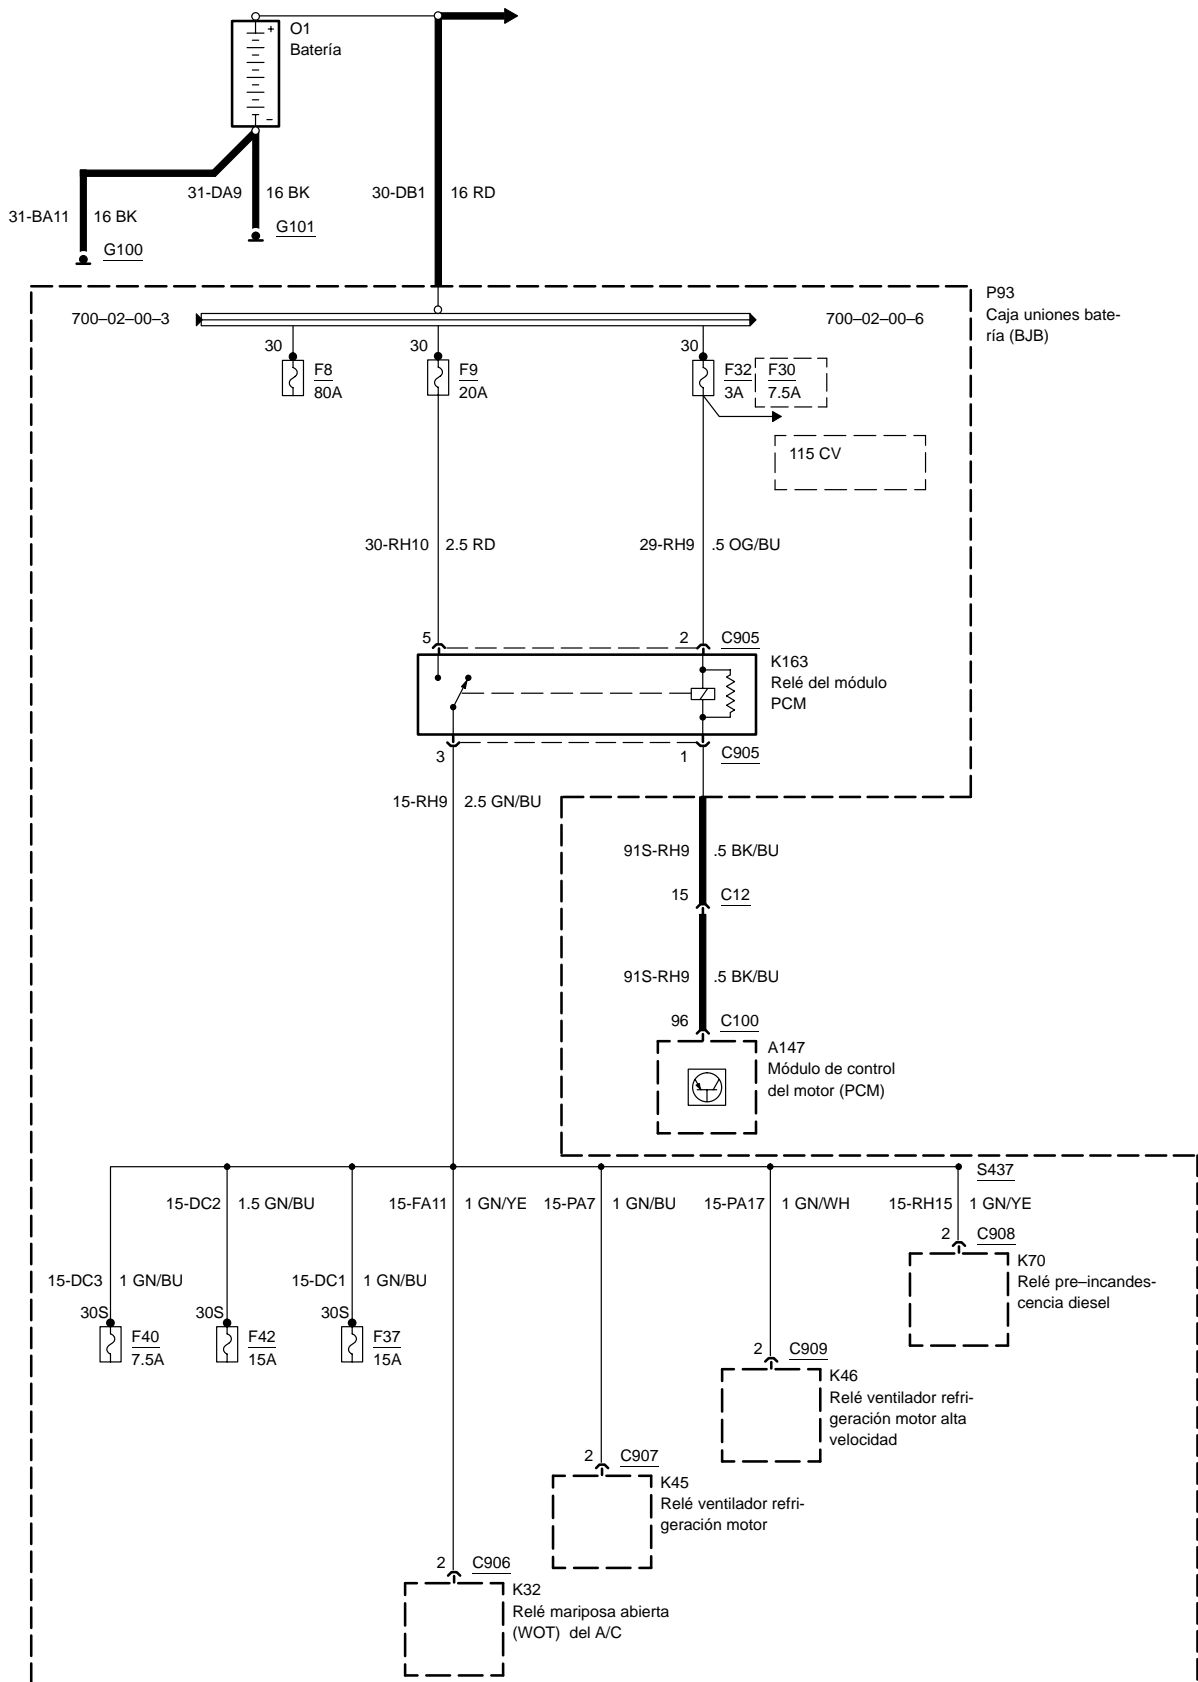 +
O1
Batería
–
31-DA9 16 BK
30-DB1 16 RD
31-BA11 16 BK
G101
G100
P93
Caja uniones bate-
ría (BJB)
700–02–00–3
700–02–00–6
30
30
30
F8
80A
F9
20A
F32
3A
F30
7.5A
115 CV
30-RH10 2.5 RD
29-RH9 .5 OG/BU
5
2
C905
K163
Relé del módulo
PCM
3
1
C905
15-RH9 2.5 GN/BU
91S-RH9 .5 BK/BU
15
C12
91S-RH9 .5 BK/BU
96
C100
A147
Módulo de control
del motor (PCM)
S437
15-DC2 1.5 GN/BU
15-FA11 1 GN/YE
15-PA7 1 GN/BU
15-PA17 1 GN/WH
15-RH15 1 GN/YE
2
C908
K70
Relé pre–incandes-
cencia diesel
15-DC3 1 GN/BU
15-DC1 1 GN/BU
30S
30S
30S
F40
7.5A
F42
15A
F37
15A
2
C909
K46
Relé ventilador refri-
geración motor alta
velocidad
2
C907
K45
Relé ventilador refri-
geración motor
2
C906
K32
Relé mariposa abierta
(WOT) del A/C